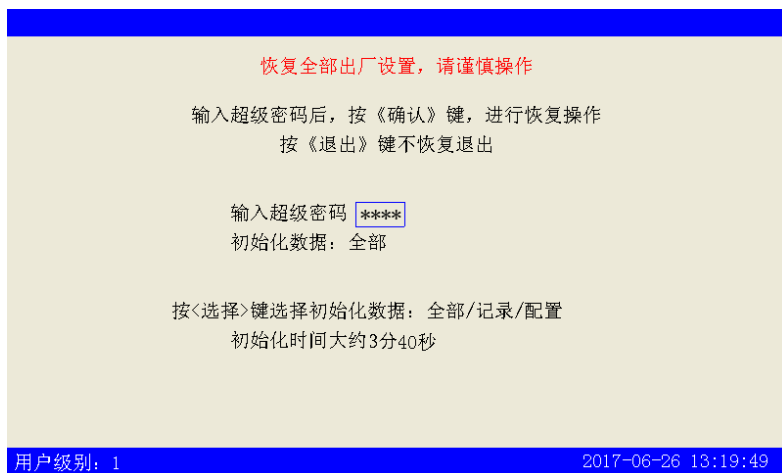 恢复全部出厂设置，请谨慎操作
输入超级密码后，按《确认》键，进行恢复操作
按《退出》键不恢复退出
输入超级密码 ****
初始化数据：全部
按<选择>键选择初始化数据：全部/记录/配置
初始化时间大约3分40秒
用户级别：1 2017-06-26 13:19:49